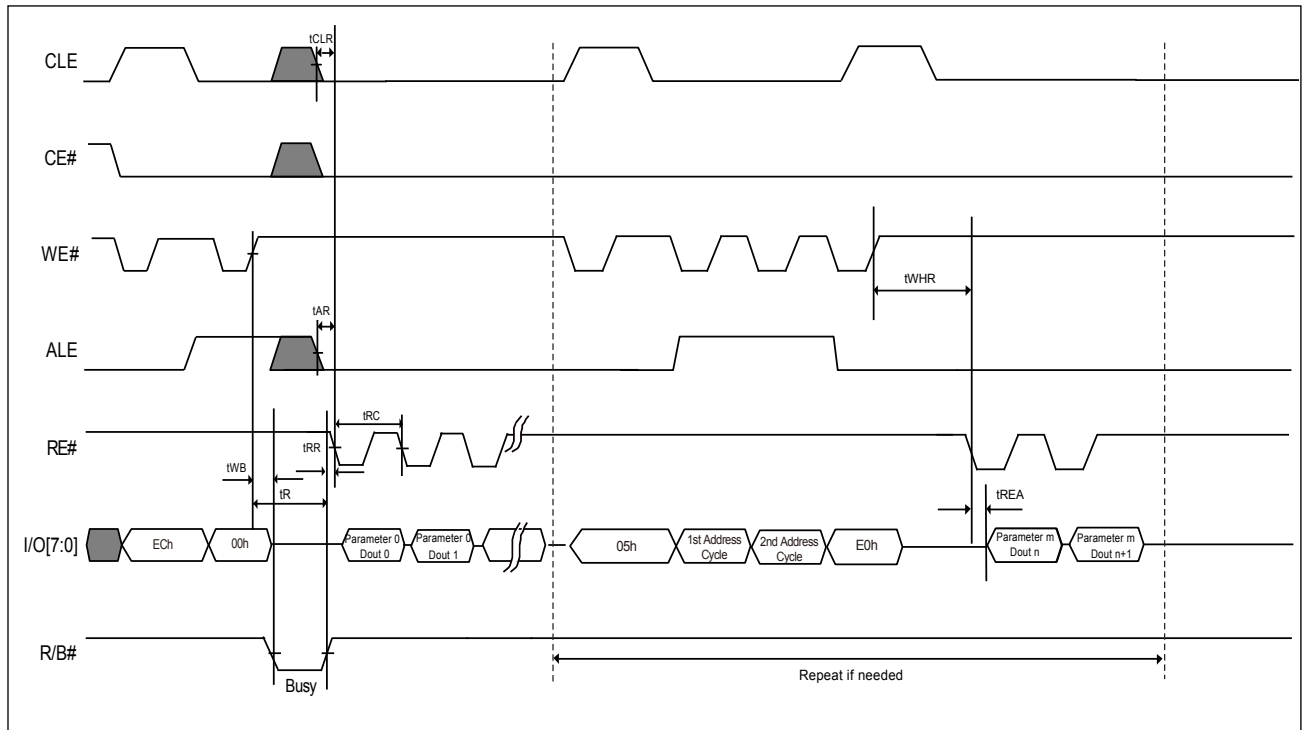 tCLR
CLE
CE#
WE#
tWHR
tAR
ALE
tRC
RE#
tRR
tWB
tR
tREA
I/O[7:0]
ECh
00h
Parameter 0
Dout 0
Parameter 0
Dout 1
05h
1st Address
Cycle
2nd Address
Cycle
E0h
Parameter m
Dout n
Parameter m
Dout n+1
R/B#
Busy
Repeat if needed